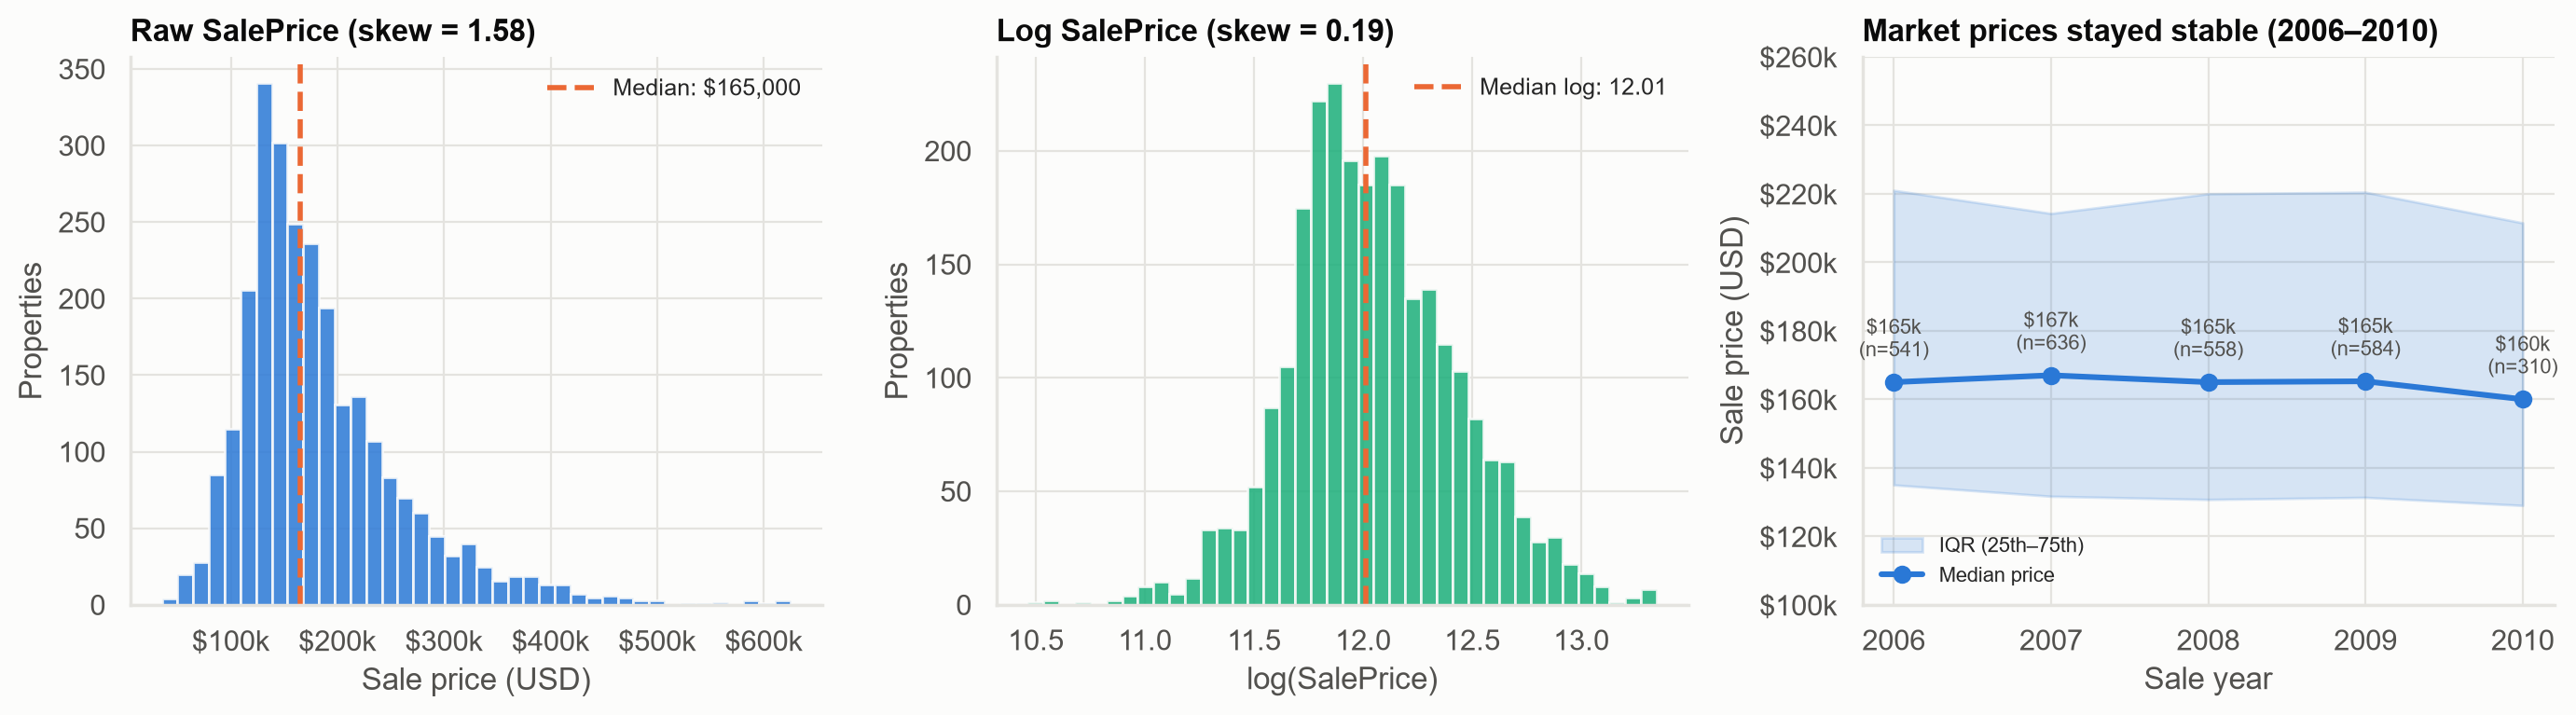 Raw SalePrice (skew = 1.58)
Median: $165,000
350
300
250
200
150
100
50
0
Properties
$100k
$200k
$300k
$400k
$500k
$600k
Sale price (USD)
Log SalePrice (skew = 0.19)
Median log: 12.01
200
150
100
50
0
Properties
10.5
11.0
11.5
12.0
12.5
13.0
log(SalePrice)
Market prices stayed stable (2006–2010)
$260k
$240k
$220k
$200k
$180k
$160k
$140k
$120k
$100k
Sale price (USD)
$165k
(n=541)
$167k
(n=636)
$165k
(n=558)
$165k
(n=584)
$160k
(n=310)
IQR (25th–75th)
Median price
2006
2007
2008
2009
2010
Sale year